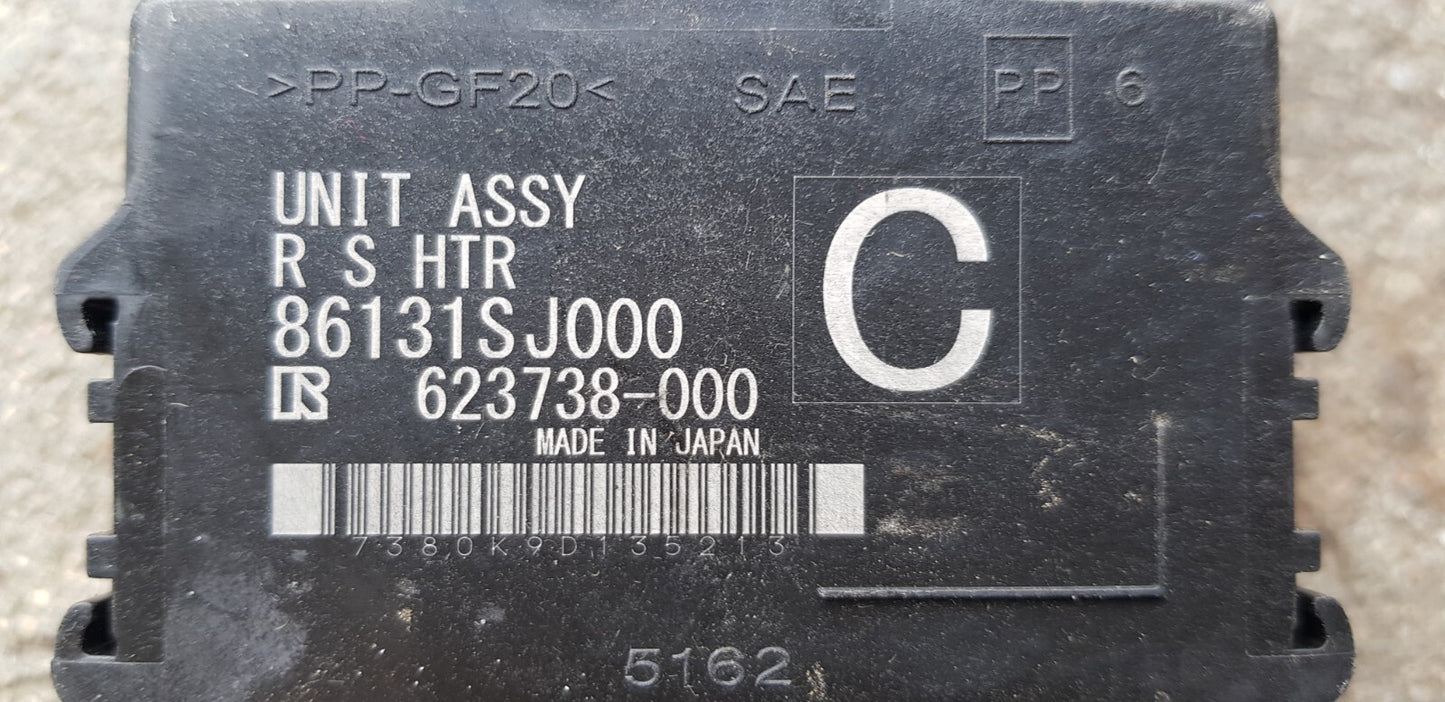 >PP-GF20< SAE PP 6
UNIT ASSY
R S HTR
86131SJ000
623738-000
MADE IN JAPAN
C
7380K9D135213
5162